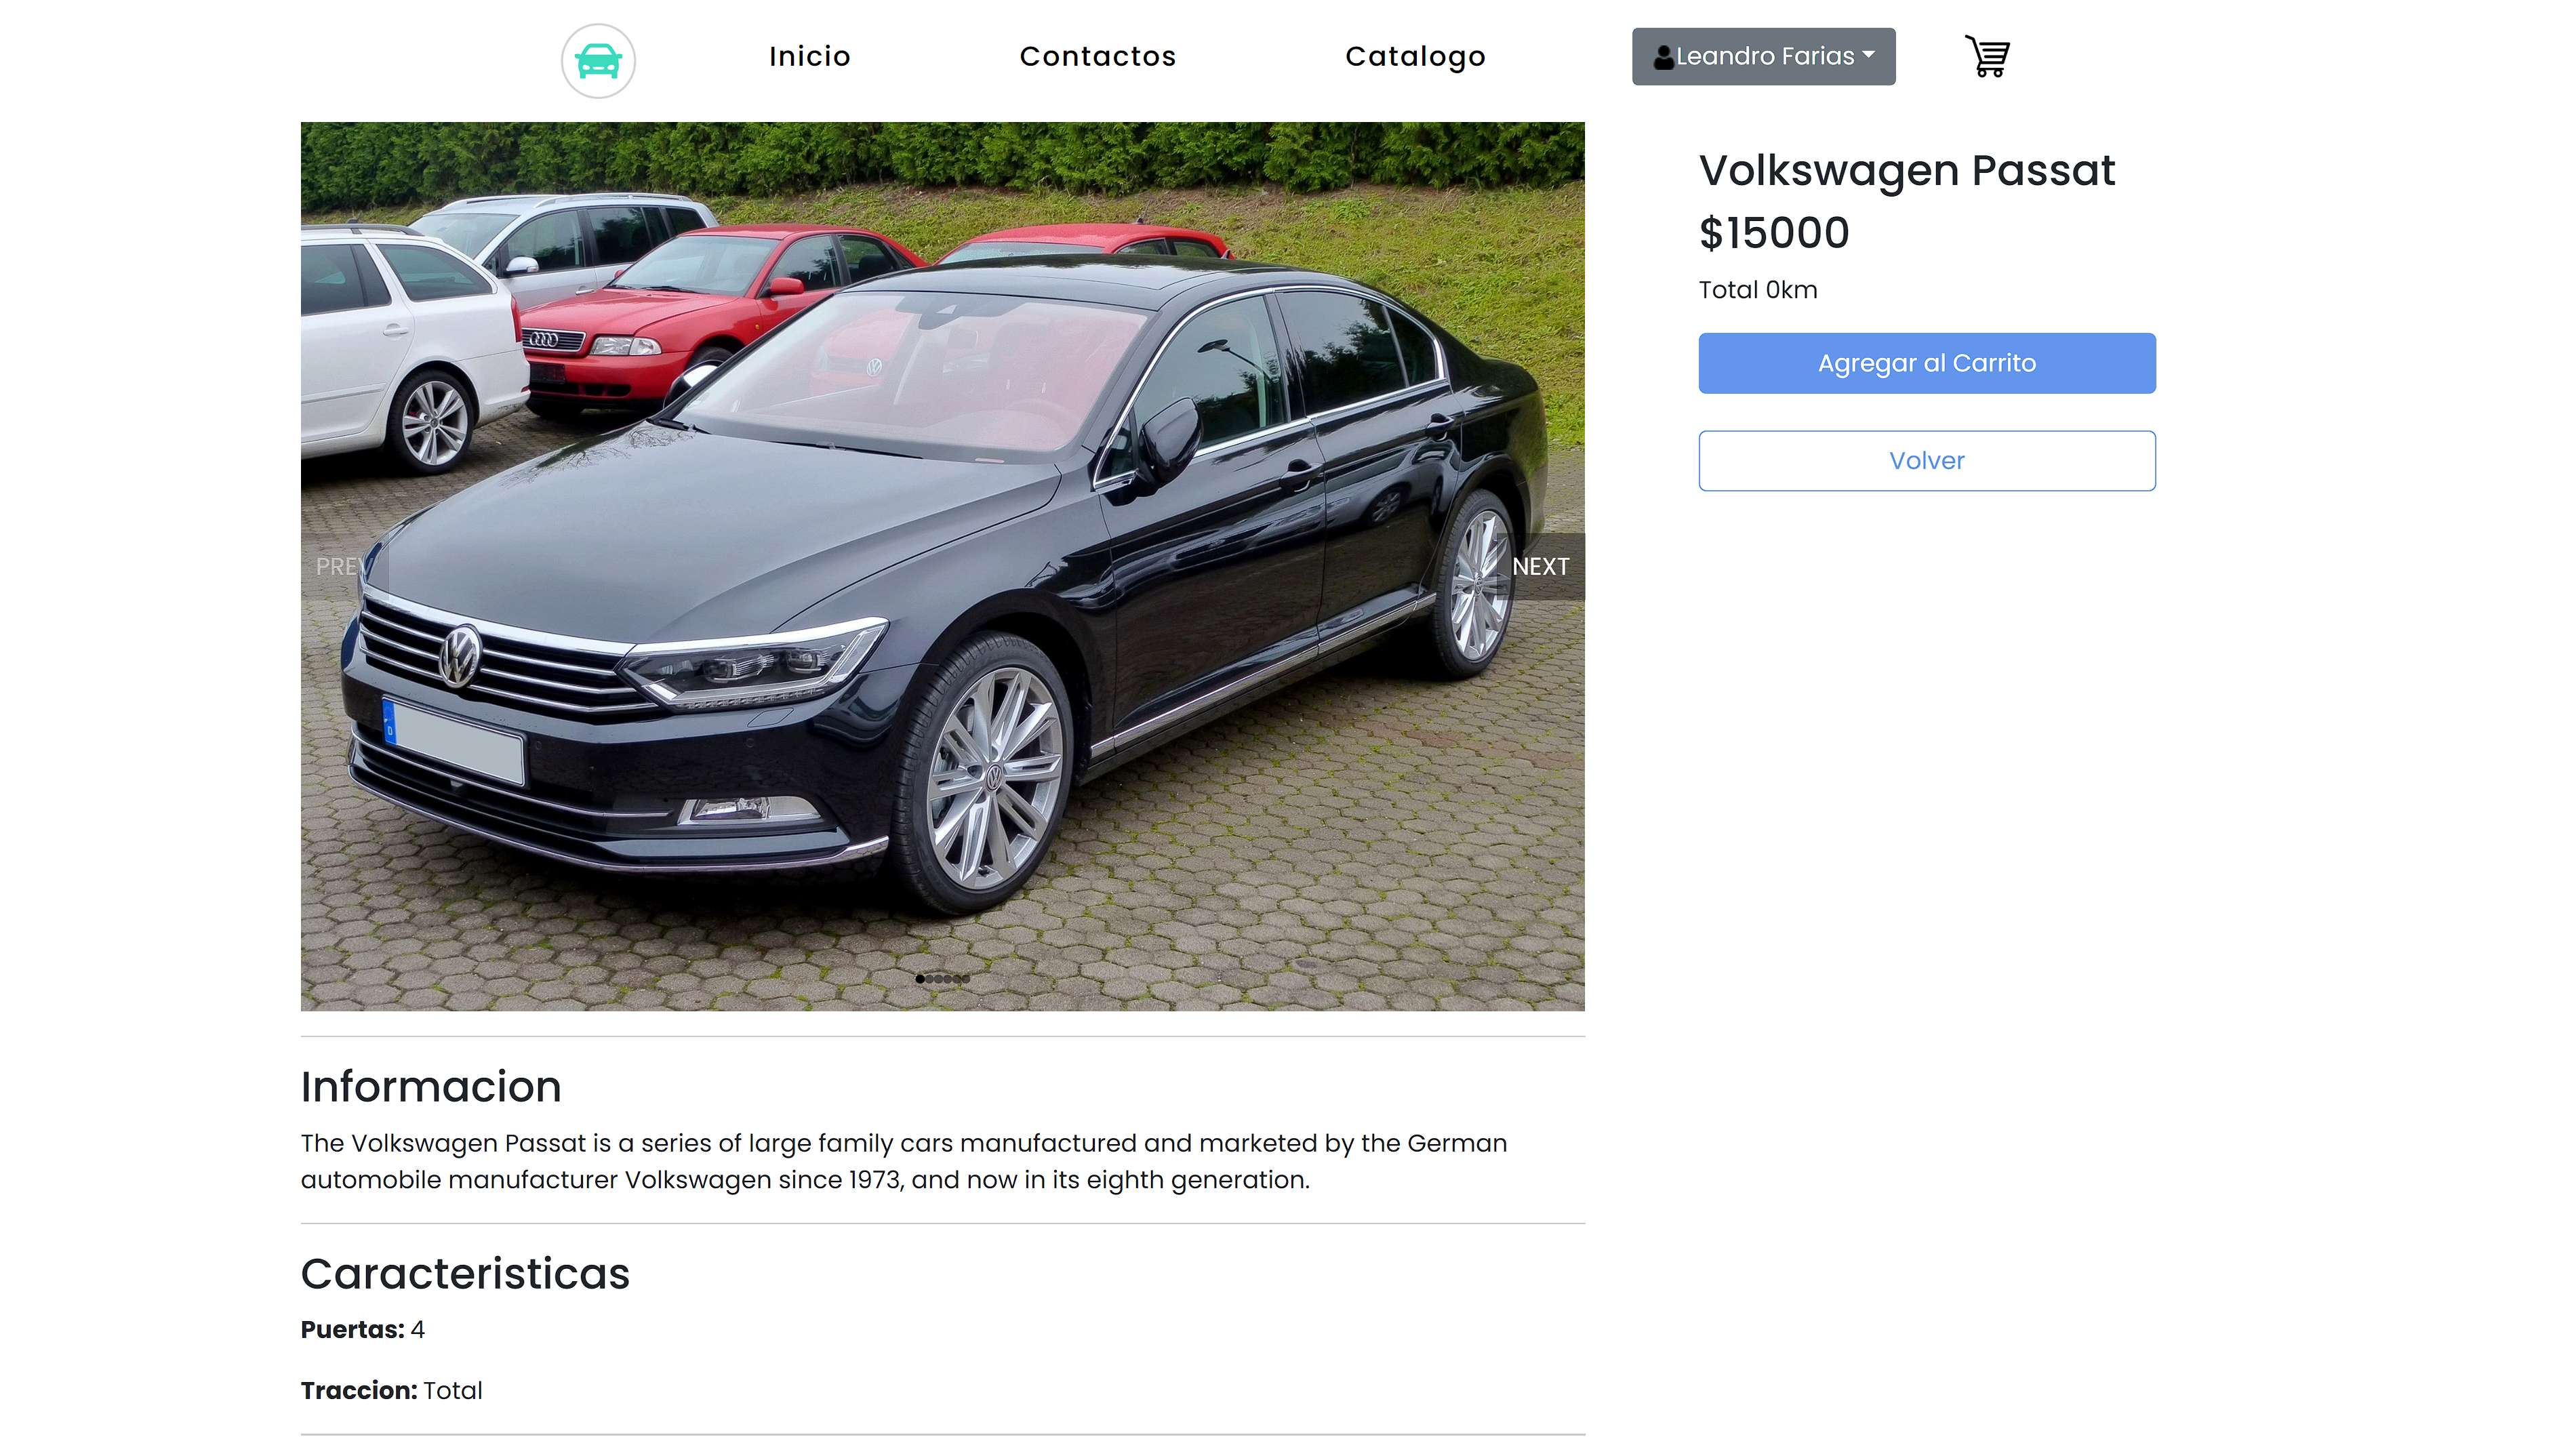 Inicio
Contactos
Catalogo
Leandro Farias
Volkswagen Passat
$15000
Total 0km
Agregar al Carrito
Volver
PREV
NEXT
Informacion
The Volkswagen Passat is a series of large family cars manufactured and marketed by the German
automobile manufacturer Volkswagen since 1973, and now in its eighth generation.
Caracteristicas
Puertas: 4
Traccion: Total